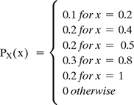 P_X(x) = { 0.1 for x = 0.2
0.2 for x = 0.4
0.2 for x = 0.5
0.3 for x = 0.8
0.2 for x = 1
0 otherwise